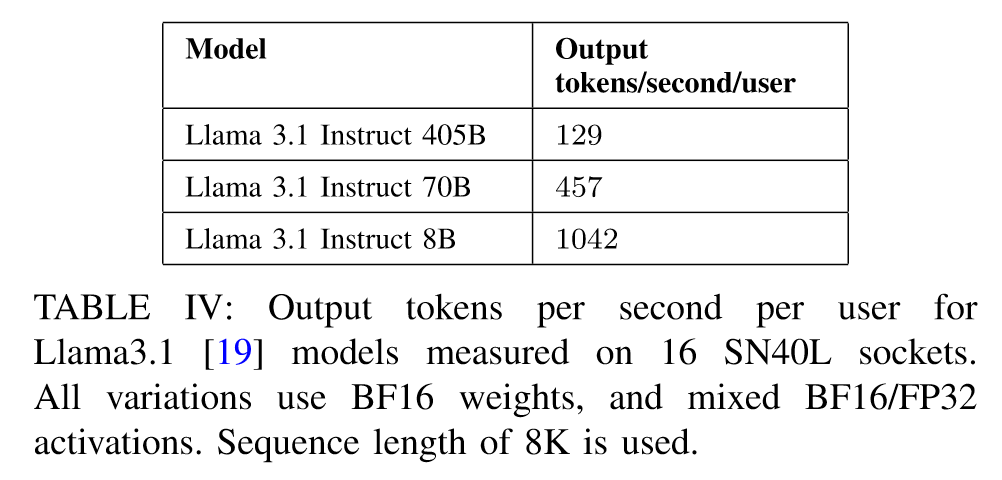 Model Output
tokens/second/user
Llama 3.1 Instruct 405B 129
Llama 3.1 Instruct 70B 457
Llama 3.1 Instruct 8B 1042
TABLE IV: Output tokens per second per user for
Llama3.1 [19] models measured on 16 SN40L sockets.
All variations use BF16 weights, and mixed BF16/FP32
activations. Sequence length of 8K is used.